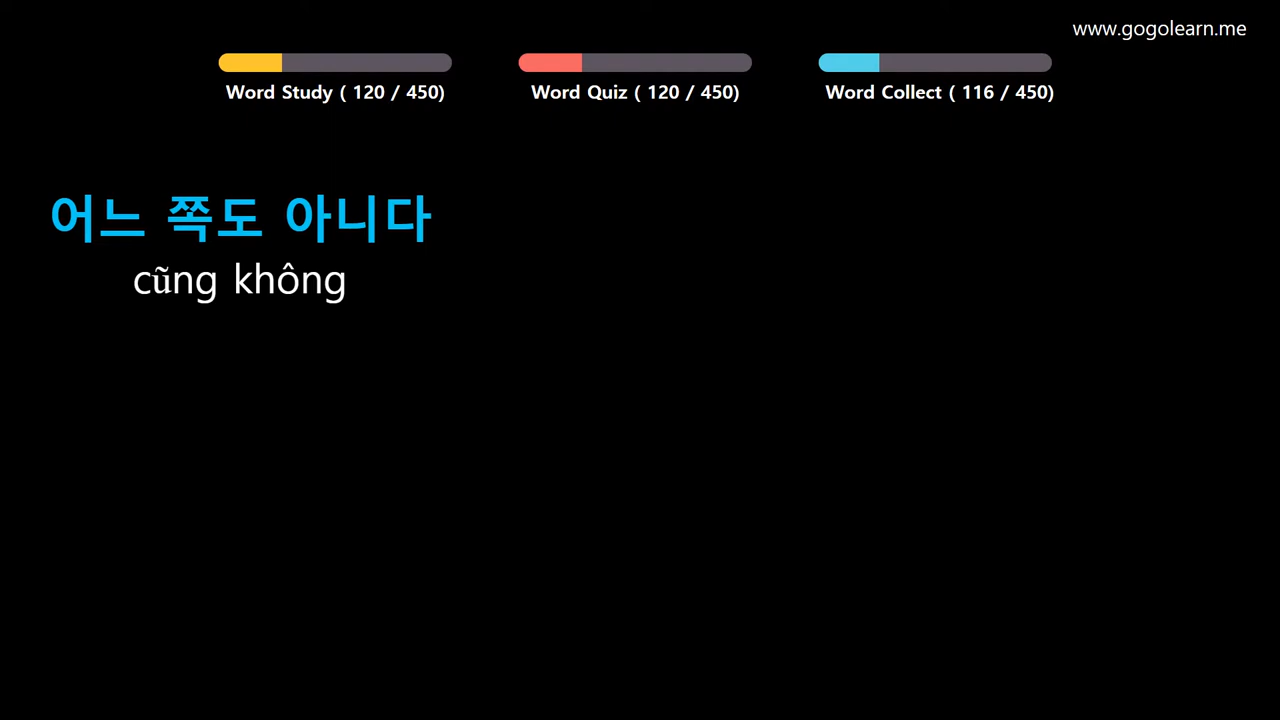 www.gogolearn.me
Word Study ( 120 / 450)
Word Quiz ( 120 / 450)
Word Collect ( 116 / 450)
어느 쪽도 아니다
cũng không